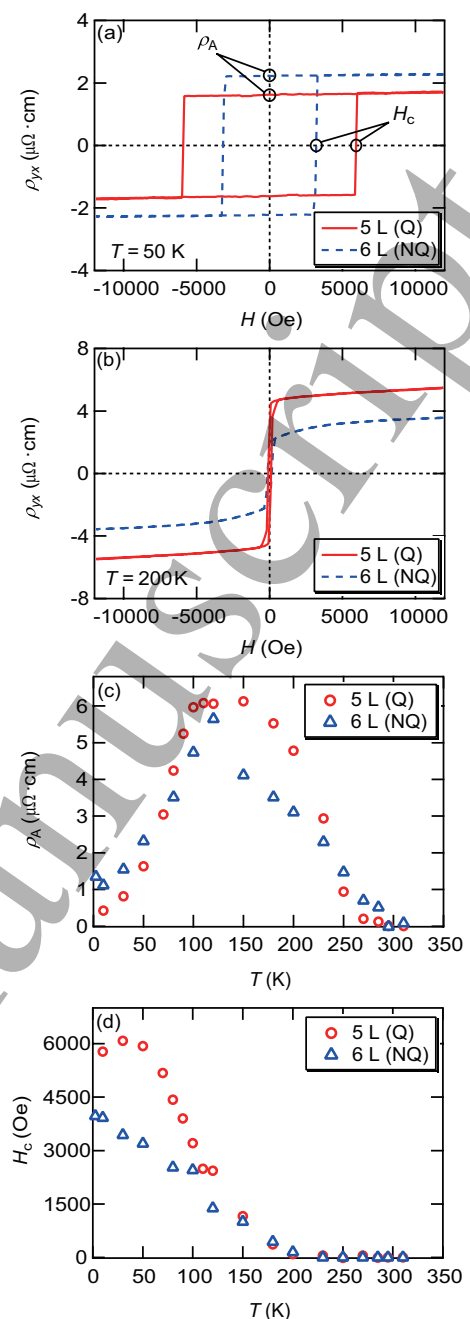 (a)
ρA
Hc
ρyx (μΩ·cm)
4
2
0
-2
-4
T = 50 K
5 L (Q)
6 L (NQ)
-10000 -5000 0 5000 10000
H (Oe)
(b)
ρyx (μΩ·cm)
8
4
0
-4
-8
T = 200 K
5 L (Q)
6 L (NQ)
-10000 -5000 0 5000 10000
H (Oe)
(c)
ρA (μΩ·cm)
6
5
4
3
2
1
0
5 L (Q)
6 L (NQ)
0 50 100 150 200 250 300 350
T (K)
(d)
Hc (Oe)
6000
4500
3000
1500
0
5 L (Q)
6 L (NQ)
0 50 100 150 200 250 300 350
T (K)
anuscript